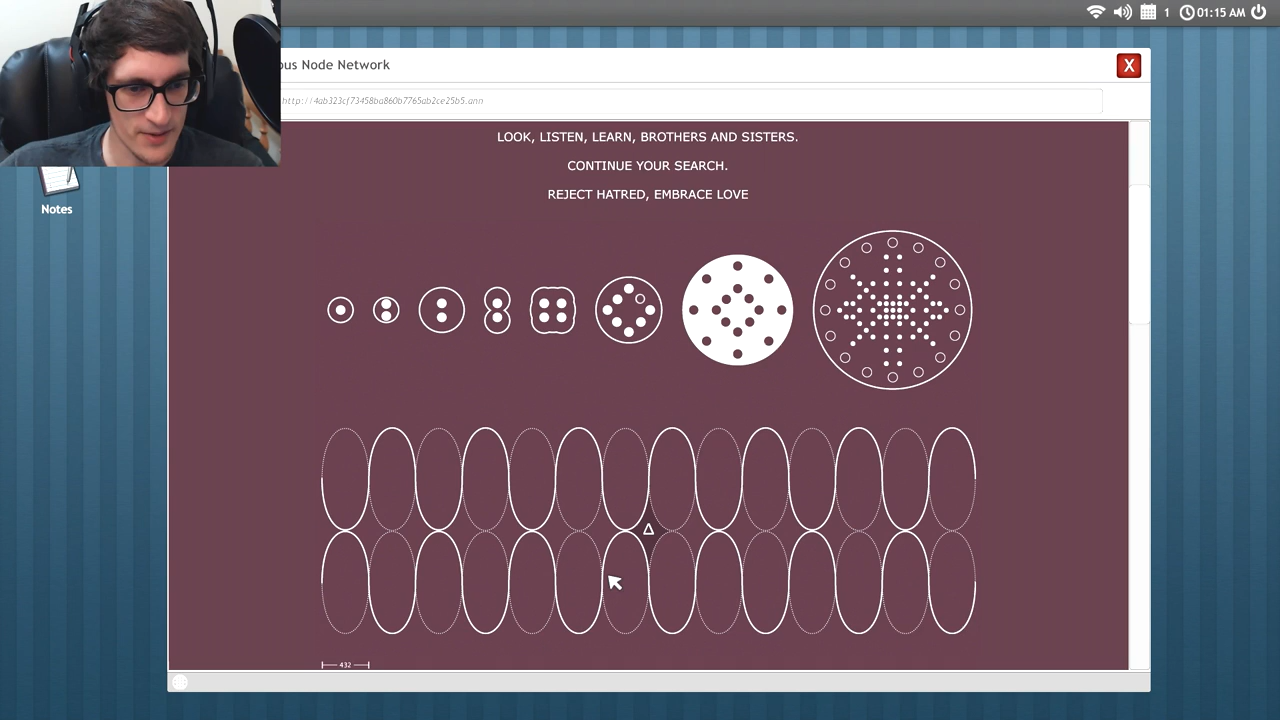 1 01:15 AM
ous Node Network
X
http://4ab323cf73458ba860b7765ab2ce25b5.ann
LOOK, LISTEN, LEARN, BROTHERS AND SISTERS.
CONTINUE YOUR SEARCH.
REJECT HATRED, EMBRACE LOVE
Notes
Δ
432